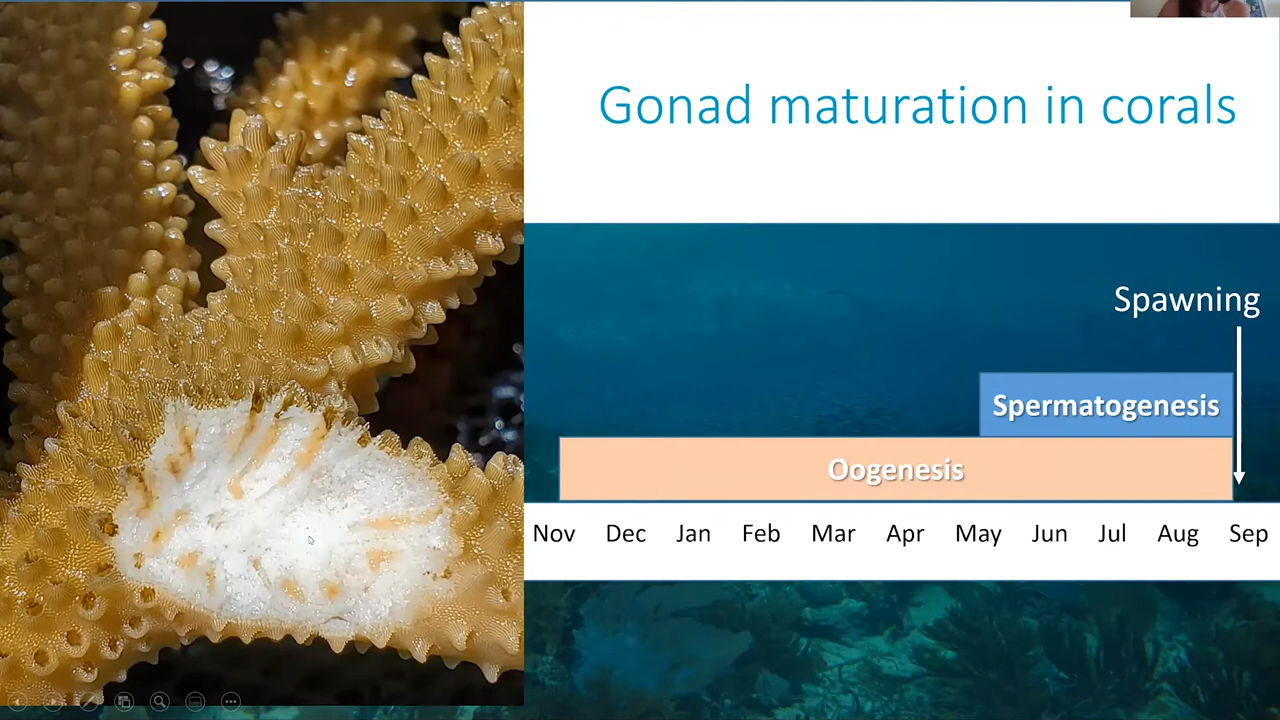 Gonad maturation in corals
Spawning
Spermatogenesis
Oogenesis
Nov Dec Jan Feb Mar Apr May Jun Jul Aug Sep